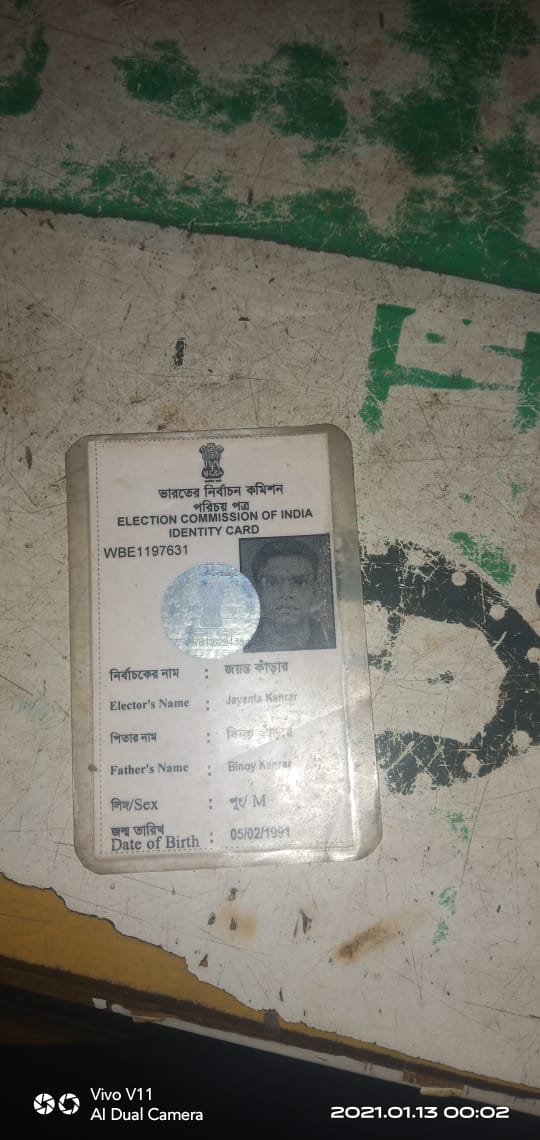 ভারতের নির্বাচন কমিশন
পরিচয় পত্র
ELECTION COMMISSION OF INDIA
IDENTITY CARD
WBE1197631
নির্বাচকের নাম : জয়ন্ত কাঁড়ার
Elector's Name : Jayanta Kanrar
পিতার নাম :
Father's Name : Binoy Kanrar
লিঙ্গ/Sex : পুং/ M
জন্ম তারিখ
Date of Birth : 05/02/1991
Vivo V11
AI Dual Camera
2021.01.13 00:02